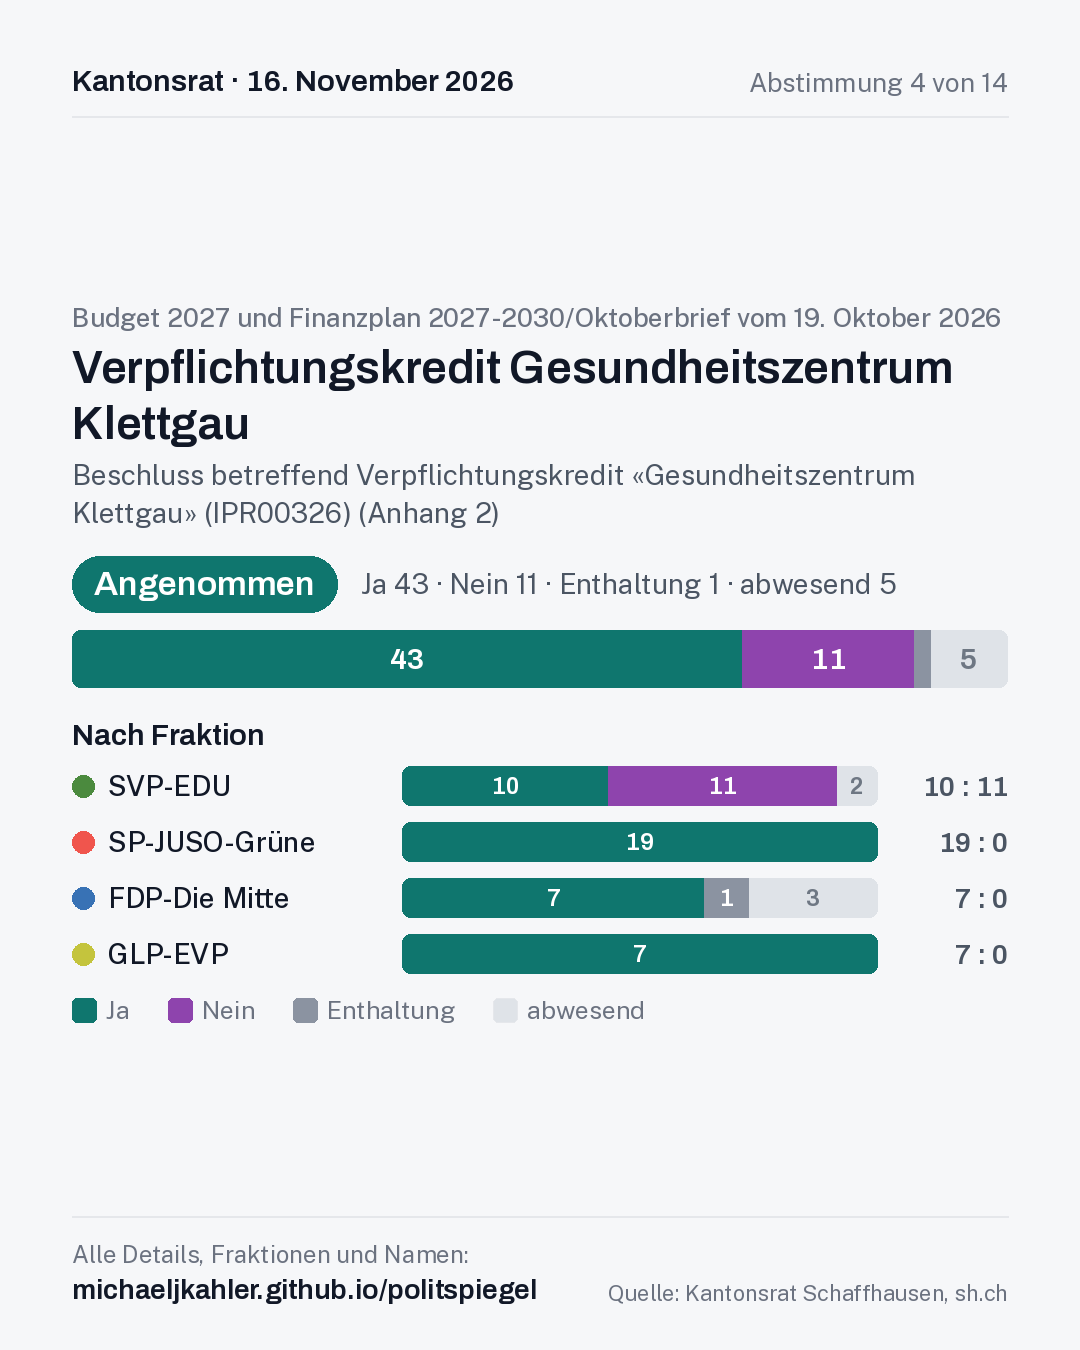 Kantonsrat · 16. November 2026
Abstimmung 4 von 14
Budget 2027 und Finanzplan 2027-2030/Oktoberbrief vom 19. Oktober 2026
Verpflichtungskredit Gesundheitszentrum
Klettgau
Beschluss betreffend Verpflichtungskredit «Gesundheitszentrum
Klettgau» (IPR00326) (Anhang 2)
Angenommen
Ja 43 · Nein 11 · Enthaltung 1 · abwesend 5
43 11 5
Nach Fraktion
SVP-EDU 10 11 2 10 : 11
SP-JUSO-Grüne 19 19 : 0
FDP-Die Mitte 7 1 3 7 : 0
GLP-EVP 7 7 : 0
Ja Nein Enthaltung abwesend
Alle Details, Fraktionen und Namen:
michaeljkahler.github.io/politspiegel
Quelle: Kantonsrat Schaffhausen, sh.ch